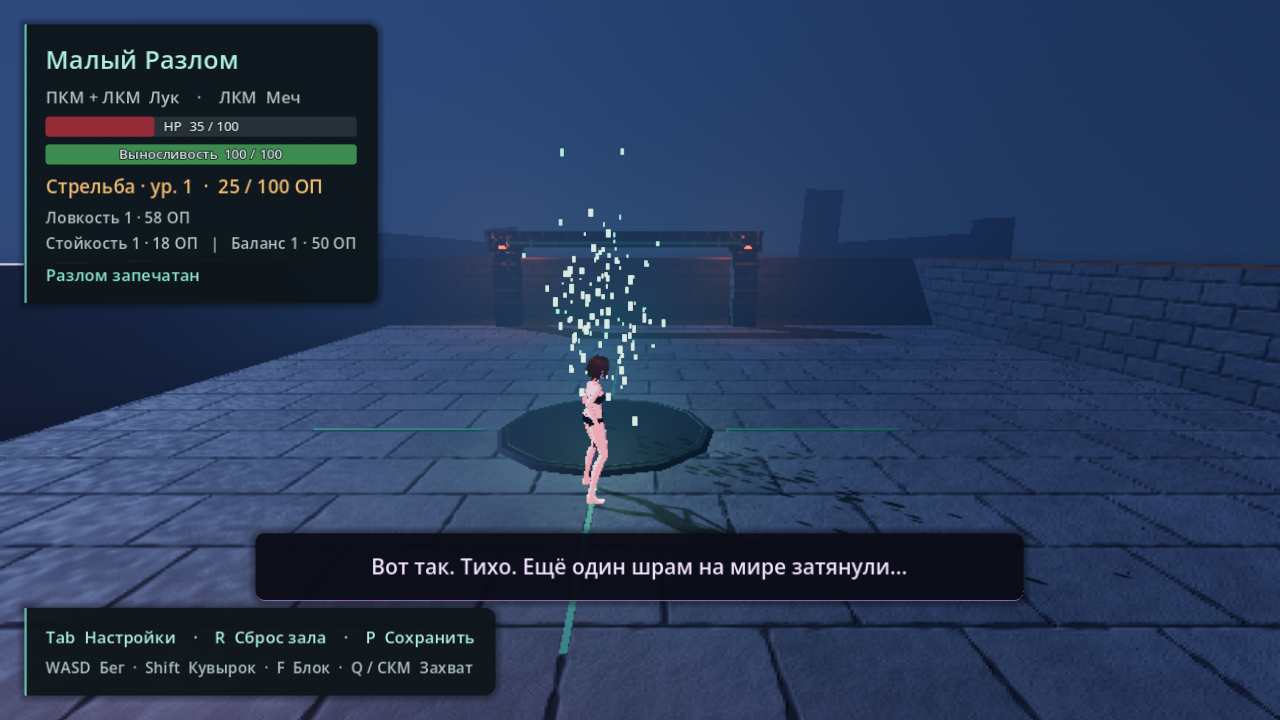 Малый Разлом
ПКМ + ЛКМ Лук · ЛКМ Меч
HP 35 / 100
Выносливость 100 / 100
Стрельба · ур. 1 · 25 / 100 ОП
Ловкость 1 · 58 ОП
Стойкость 1 · 18 ОП | Баланс 1 · 50 ОП
Разлом запечатан
Вот так. Тихо. Ещё один шрам на мире затянули...
Tab Настройки · R Сброс зала · P Сохранить
WASD Бег · Shift Кувырок · F Блок · Q / СКМ Захват